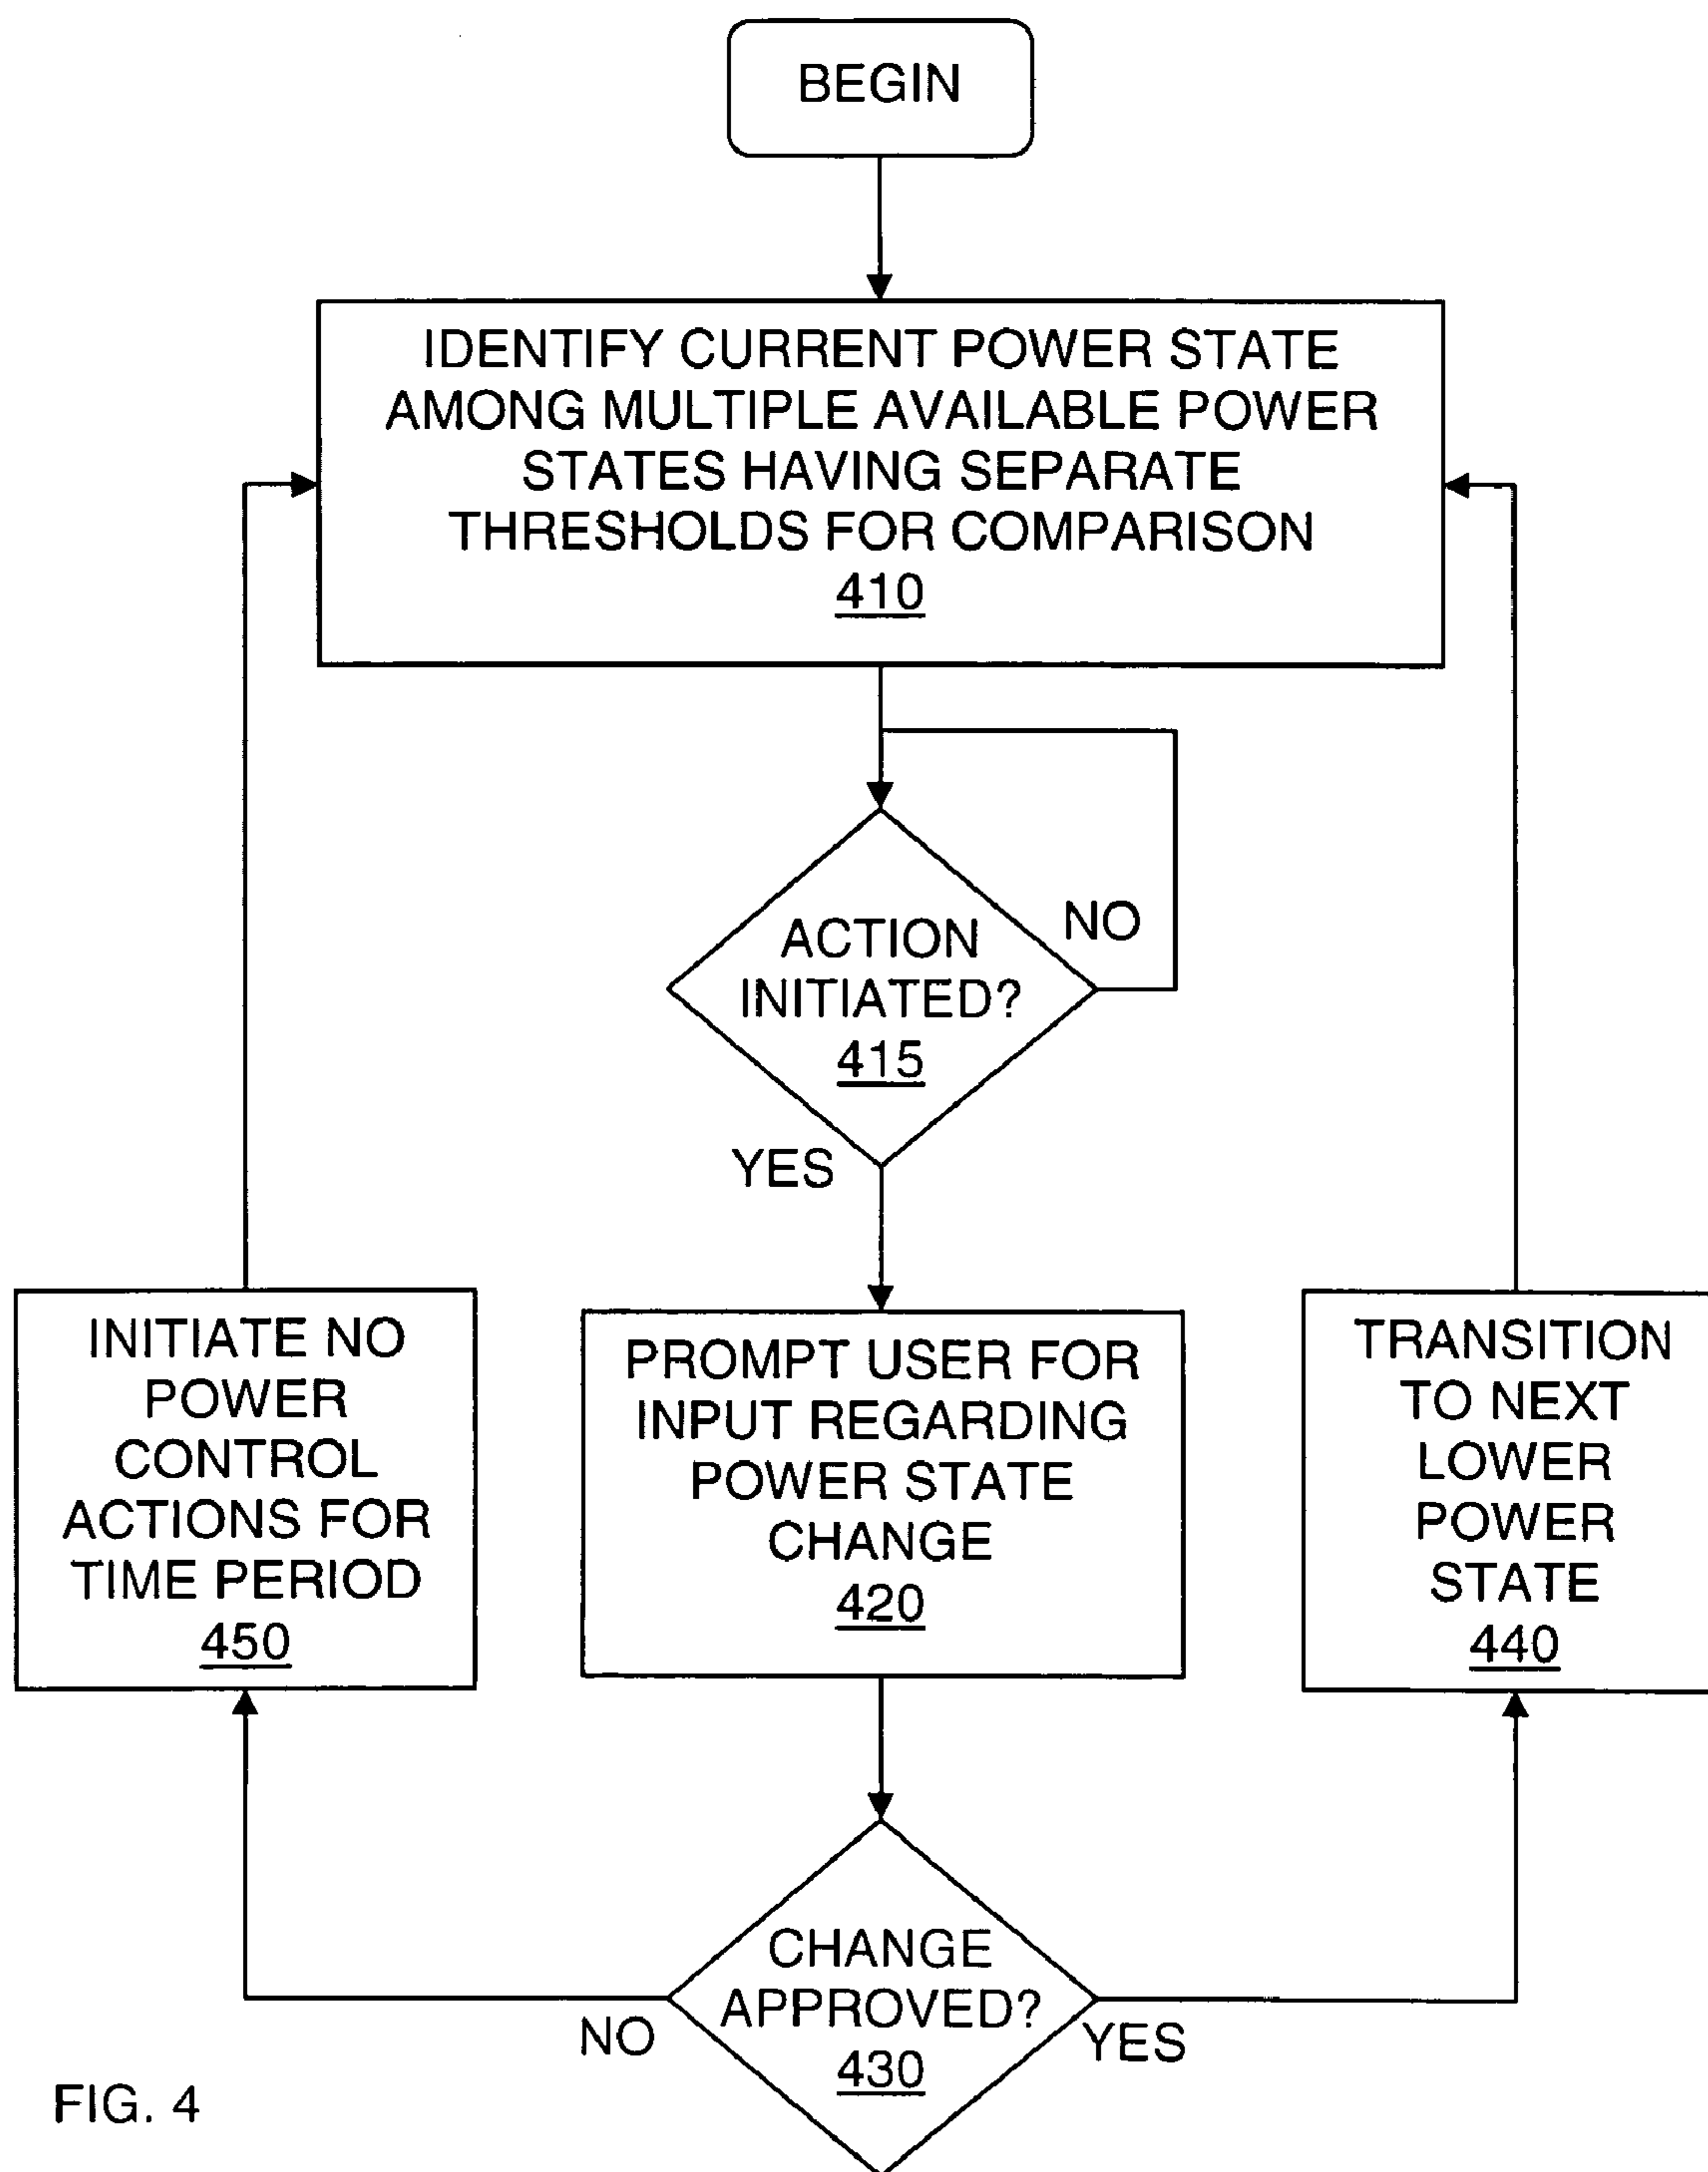 BEGIN
IDENTIFY CURRENT POWER STATE
AMONG MULTIPLE AVAILABLE POWER
STATES HAVING SEPARATE
THRESHOLDS FOR COMPARISON
410
ACTION
INITIATED?
415
NO
YES
INITIATE NO
POWER
CONTROL
ACTIONS FOR
TIME PERIOD
450
PROMPT USER FOR
INPUT REGARDING
POWER STATE
CHANGE
420
TRANSITION
TO NEXT
LOWER
POWER
STATE
440
CHANGE
APPROVED?
430
NO
YES
FIG. 4